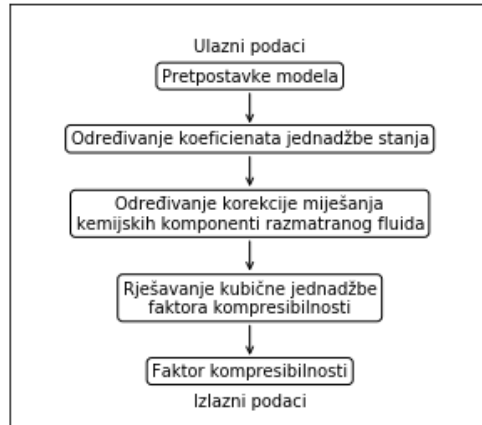 Ulazni podaci
Pretpostavke modela
Određivanje koeficienata jednadžbe stanja
Određivanje korekcije miješanja
kemijskih komponenti razmatranog fluida
Rješavanje kubične jednadžbe
faktora kompresibilnosti
Faktor kompresibilnosti
Izlazni podaci